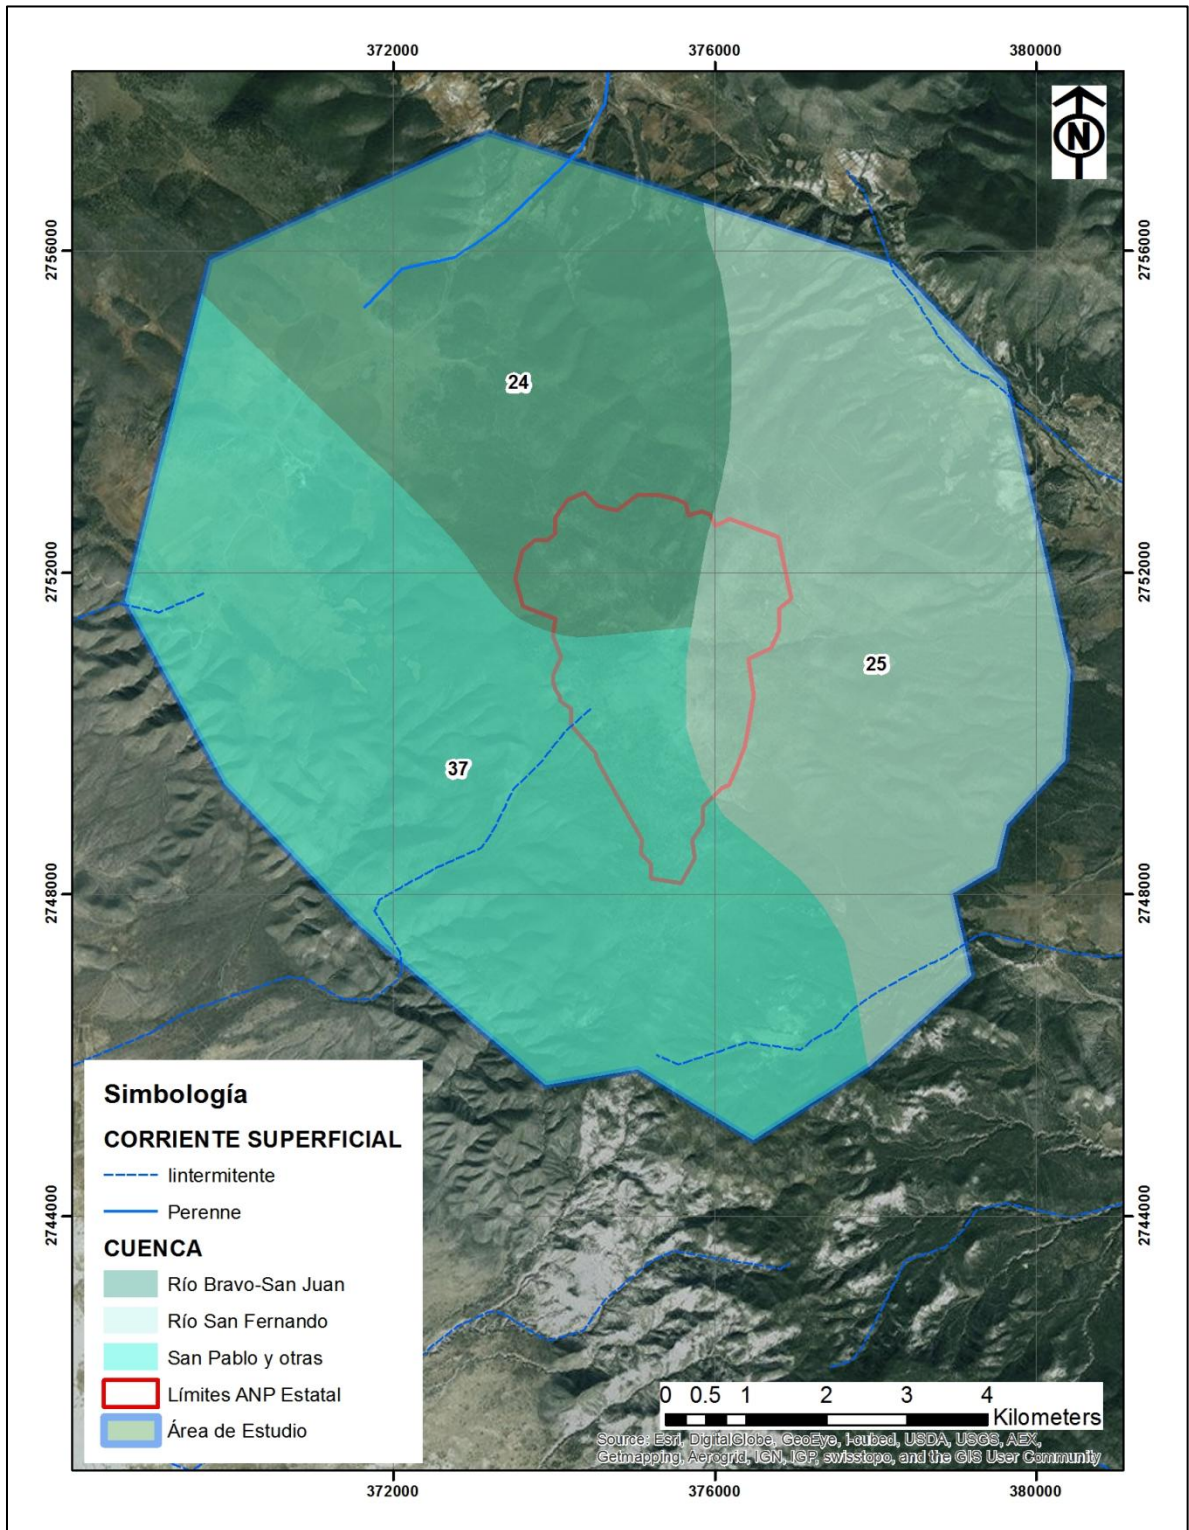 372000 376000 380000
N
2756000 2756000
24
2752000 2752000
25
37
2748000 2748000
Simbología
CORRIENTE SUPERFICIAL
Iintermitente
Perenne
2744000 2744000
CUENCA
Río Bravo-San Juan
Río San Fernando
San Pablo y otras
Límites ANP Estatal
Área de Estudio
0 0.5 1 2 3 4
Kilometers
Source: Esri, DigitalGlobe, GeoEye, i-cubed, USDA, USGS, AEX,
Getmapping, Aerogrid, IGN, IGP, swisstopo, and the GIS User Community
372000 376000 380000